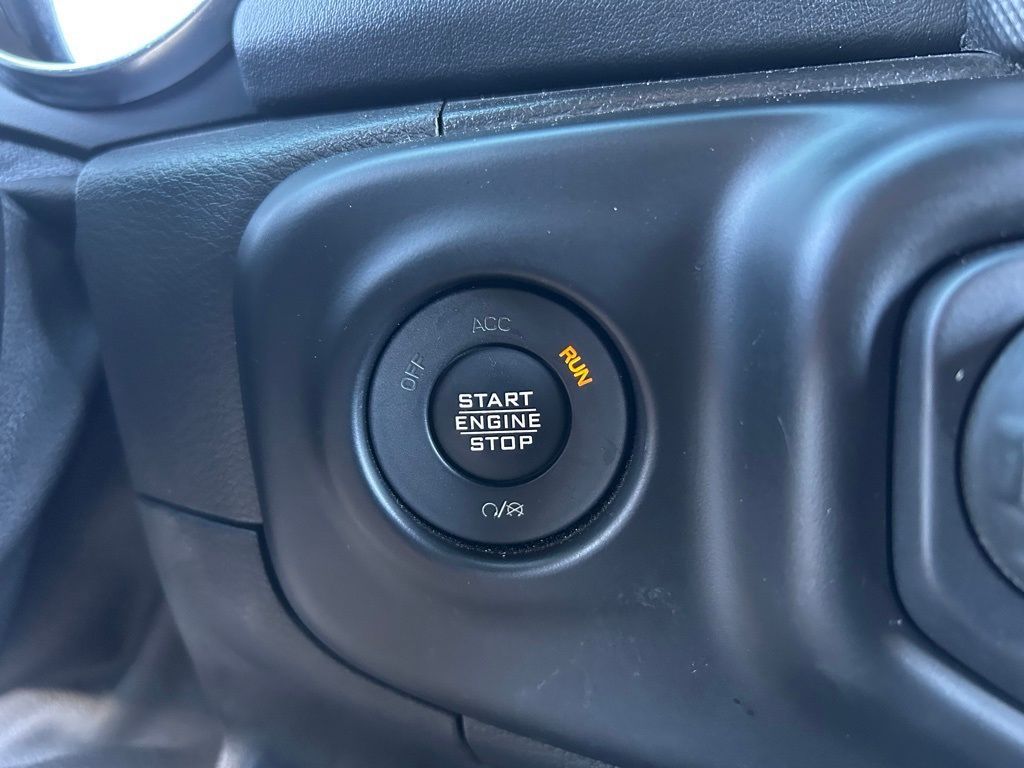 ACC
OFF
RUN
START
ENGINE
STOP